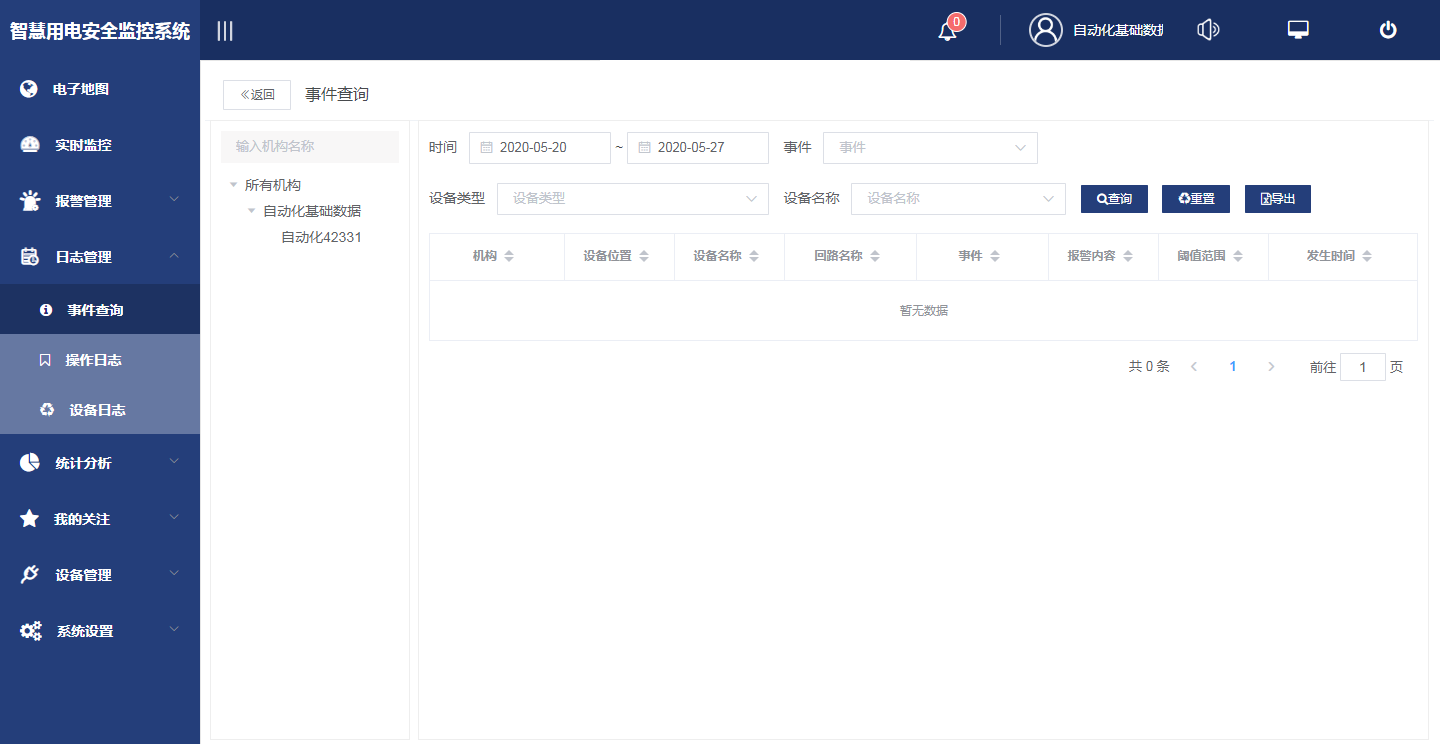 智慧用电安全监控系统
0
自动化基础数据
电子地图
实时监控
报警管理
日志管理
事件查询
操作日志
设备日志
统计分析
我的关注
设备管理
系统设置
返回 事件查询
输入机构名称
所有机构
自动化基础数据
自动化42331
时间 2020-05-20 ~ 2020-05-27 事件 事件
设备类型 设备类型 设备名称 设备名称 查询 重置 导出
机构 设备位置 设备名称 回路名称 事件 报警内容 阈值范围 发生时间
暂无数据
共 0 条 1 前往 1 页